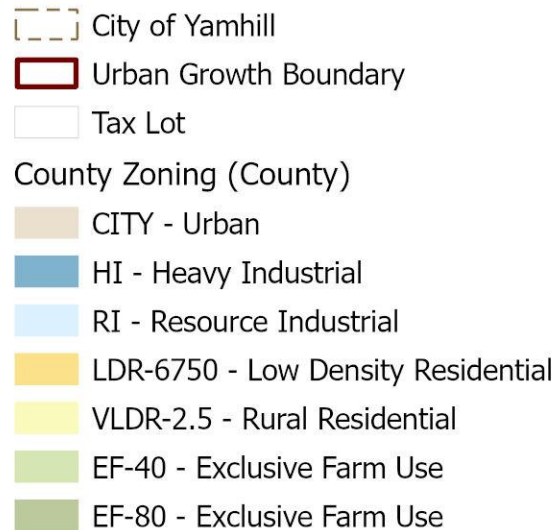 City of Yamhill
Urban Growth Boundary
Tax Lot
County Zoning (County)
CITY - Urban
HI - Heavy Industrial
RI - Resource Industrial
LDR-6750 - Low Density Residential
VLDR-2.5 - Rural Residential
EF-40 - Exclusive Farm Use
EF-80 - Exclusive Farm Use